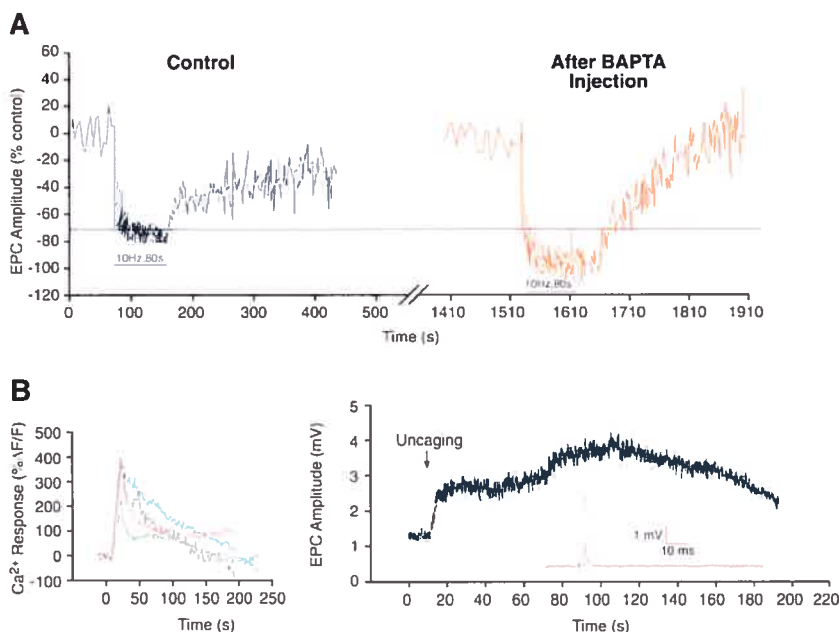 A
Control
After BAPTA
Injection
EPC Amplitude (% control)
60
40
20
0
-20
-40
-60
-80
-100
-120
10Hz,80s
10Hz,80s
0 100 200 300 400 500 1410 1510 1610 1710 1810 1910
Time (s)
B
Ca²⁺ Response (% ΔF/F)
500
400
300
200
100
0
-100
0 50 100 150 200 250
Time (s)
EPC Amplitude (mV)
5
4
3
2
1
0
Uncaging
1 mV
10 ms
0 20 40 60 80 100 120 140 160 180 200 220
Time (s)